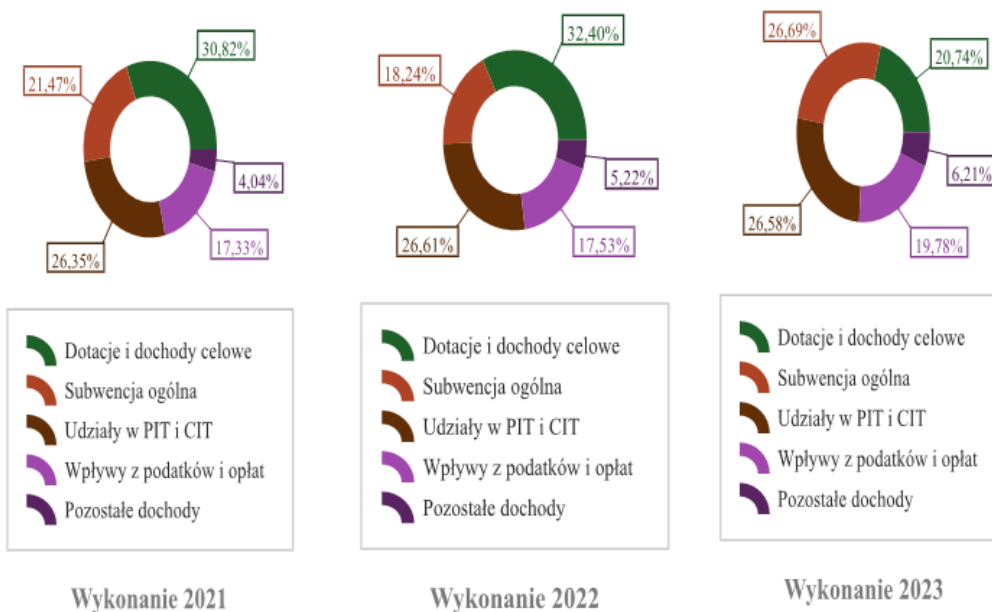 30,82%
21,47%
4,04%
17,33%
26,35%
Dotacje i dochody celowe
Subwencja ogólna
Udziały w PIT i CIT
Wpływy z podatków i opłat
Pozostałe dochody
Wykonanie 2021
32,40%
18,24%
5,22%
17,53%
26,61%
Dotacje i dochody celowe
Subwencja ogólna
Udziały w PIT i CIT
Wpływy z podatków i opłat
Pozostałe dochody
Wykonanie 2022
26,69%
20,74%
6,21%
26,58%
19,78%
Dotacje i dochody celowe
Subwencja ogólna
Udziały w PIT i CIT
Wpływy z podatków i opłat
Pozostałe dochody
Wykonanie 2023